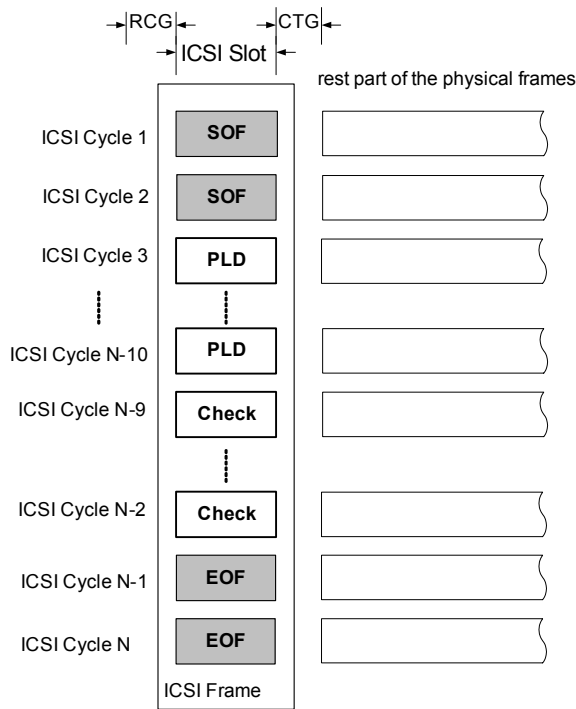 RCG
CTG
ICSI Slot
rest part of the physical frames
ICSI Cycle 1
SOF
ICSI Cycle 2
SOF
ICSI Cycle 3
PLD
ICSI Cycle N-10
PLD
ICSI Cycle N-9
Check
ICSI Cycle N-2
Check
ICSI Cycle N-1
EOF
ICSI Cycle N
EOF
ICSI Frame